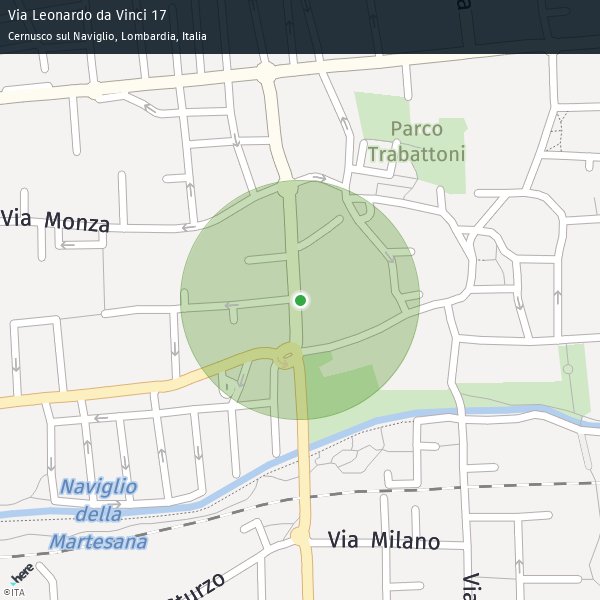 Via Leonardo da Vinci 17
Cernusco sul Naviglio, Lombardia, Italia
Parco
Trabattoni
Via Monza
Naviglio
della
Martesana
Via Milano
Via
here
©ITA